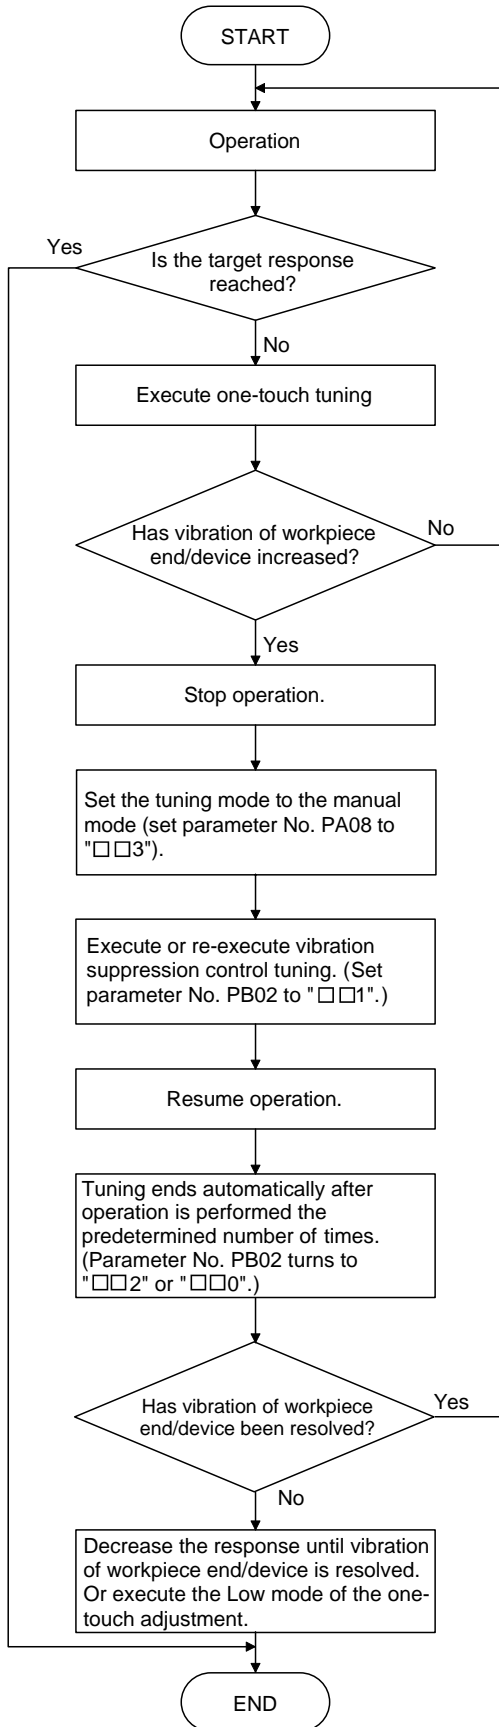 START
Operation
Yes
Is the target response
reached?
No
Execute one-touch tuning
Has vibration of workpiece
end/device increased?
No
Yes
Stop operation.
Set the tuning mode to the manual
mode (set parameter No. PA08 to
"□□3").
Execute or re-execute vibration
suppression control tuning. (Set
parameter No. PB02 to "□□1".)
Resume operation.
Tuning ends automatically after
operation is performed the
predetermined number of times.
(Parameter No. PB02 turns to
"□□2" or "□□0".)
Has vibration of workpiece
end/device been resolved?
Yes
No
Decrease the response until vibration
of workpiece end/device is resolved.
Or execute the Low mode of the one-
touch adjustment.
END